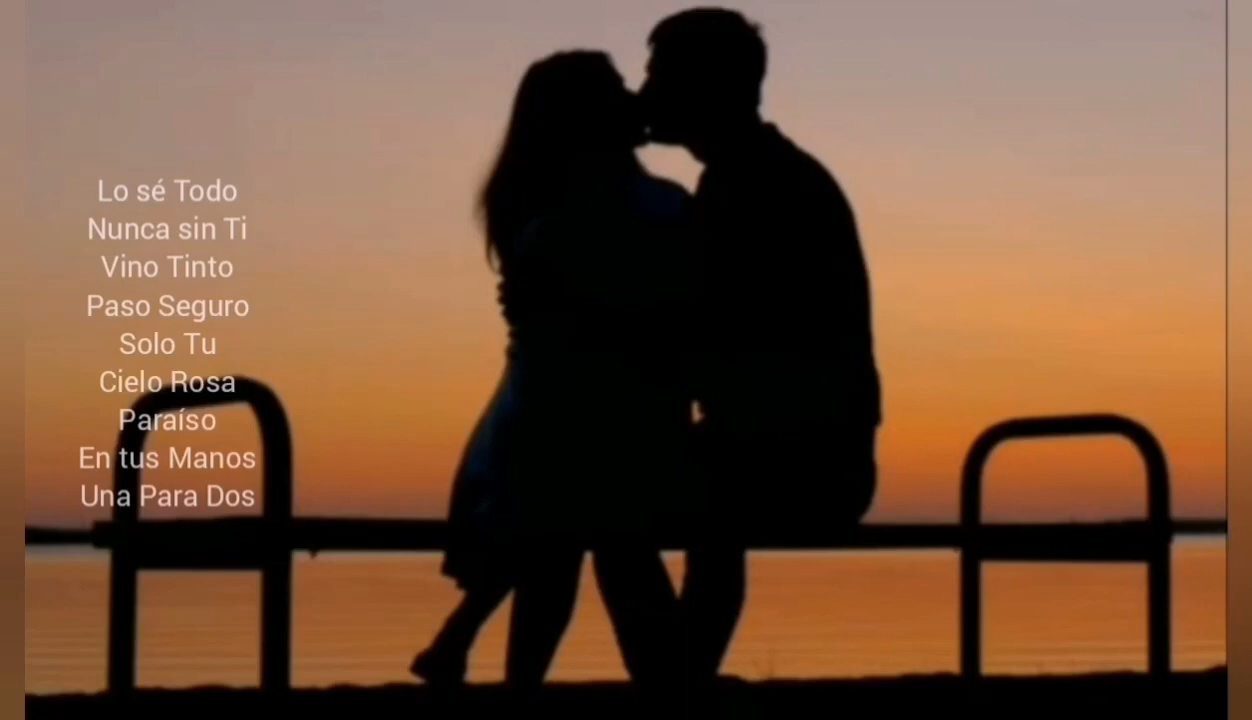 Lo sé Todo
Nunca sin Ti
Vino Tinto
Paso Seguro
Solo Tu
Cielo Rosa
Paraíso
En tus Manos
Una Para Dos